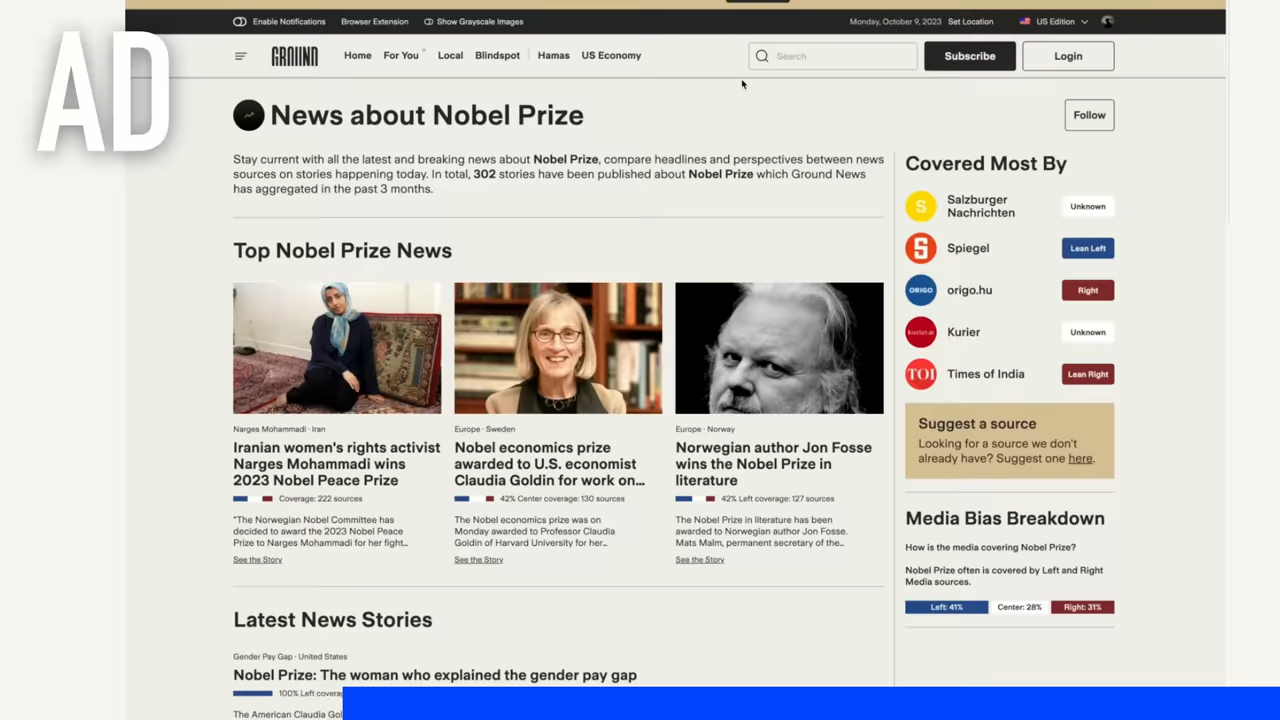 AD
Enable Notifications
Browser Extension
Show Grayscale Images
Monday, October 9, 2023
Set Location
US Edition
GROUND
Home
For You
Local
Blindspot
Hamas
US Economy
Search
Subscribe
Login
News about Nobel Prize
Follow
Stay current with all the latest and breaking news about Nobel Prize, compare headlines and perspectives between news
sources on stories happening today. In total, 302 stories have been published about Nobel Prize which Ground News
has aggregated in the past 3 months.
Top Nobel Prize News
Narges Mohammadi · Iran
Iranian women's rights activist
Narges Mohammadi wins
2023 Nobel Peace Prize
Coverage: 222 sources
"The Norwegian Nobel Committee has
decided to award the 2023 Nobel Peace
Prize to Narges Mohammadi for her fight...
See the Story
Europe · Sweden
Nobel economics prize
awarded to U.S. economist
Claudia Goldin for work on...
42% Center coverage: 130 sources
The Nobel economics prize was on
Monday awarded to Professor Claudia
Goldin of Harvard University for her...
See the Story
Europe · Norway
Norwegian author Jon Fosse
wins the Nobel Prize in
literature
42% Left coverage: 127 sources
The Nobel Prize in literature has been
awarded to Norwegian author Jon Fosse.
Mats Malm, permanent secretary of the...
See the Story
Latest News Stories
Gender Pay Gap · United States
Nobel Prize: The woman who explained the gender pay gap
100% Left covera
The American Claudia Gol
Covered Most By
S
Salzburger
Nachrichten
Unknown
Spiegel
Lean Left
ORIGO
origo.hu
Right
kurier.at
Kurier
Unknown
TOI
Times of India
Lean Right
Suggest a source
Looking for a source we don't
already have? Suggest one here.
Media Bias Breakdown
How is the media covering Nobel Prize?
Nobel Prize often is covered by Left and Right
Media sources.
Left: 41%
Center: 28%
Right: 31%